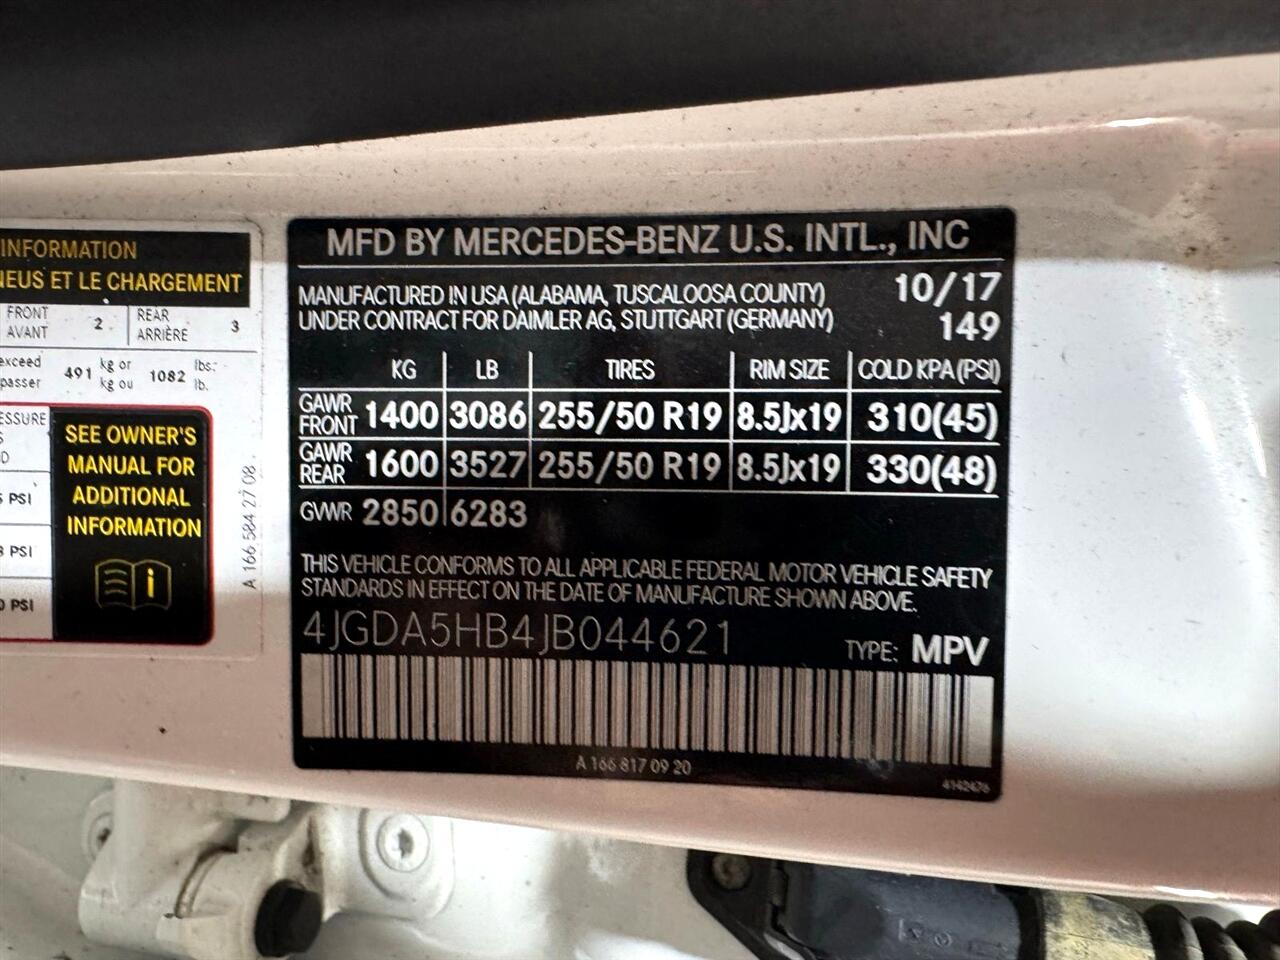 INFORMATION
NEUS ET LE CHARGEMENT
FRONT
AVANT
2
REAR
ARRIÈRE
3
exceed
passer
491
kg or
kg ou
1082
lbs.
lb.
ESSURE
SEE OWNER'S
MANUAL FOR
ADDITIONAL
INFORMATION
PSI
PSI
PSI
A 166 584 27 08
MFD BY MERCEDES-BENZ U.S. INTL., INC
MANUFACTURED IN USA (ALABAMA, TUSCALOOSA COUNTY) 10/17
UNDER CONTRACT FOR DAIMLER AG, STUTTGART (GERMANY) 149
KG LB TIRES RIM SIZE COLD KPA (PSI)
GAWR
FRONT 1400 3086 255/50 R19 8.5Jx19 310(45)
GAWR
REAR 1600 3527 255/50 R19 8.5Jx19 330(48)
GVWR 2850 6283
THIS VEHICLE CONFORMS TO ALL APPLICABLE FEDERAL MOTOR VEHICLE SAFETY
STANDARDS IN EFFECT ON THE DATE OF MANUFACTURE SHOWN ABOVE.
4JGDA5HB4JB044621 TYPE: MPV
A 166 817 09 20
4142476